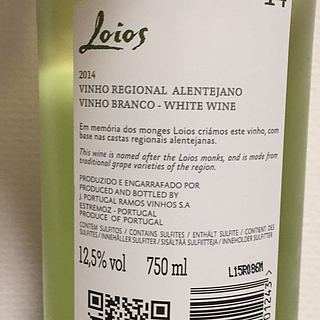 14
Loios
2014
VINHO REGIONAL ALENTEJANO
VINHO BRANCO - WHITE WINE
Em memória dos monges Loios criámos este vinho, com
base nas castas regionais alentejanas.
This wine is named after the Loios monks, and is made from
traditional grape varieties of the region.
PRODUZIDO E ENGARRAFADO POR
PRODUCED AND BOTTLED BY
J. PORTUGAL RAMOS VINHOS S.A
ESTREMOZ - PORTUGAL
PRODUCE OF PORTUGAL
CONTÉM SULFITOS / CONTAINS SULFITES / ENTHÄLT SULFITE / CONTIENT DES
SULFITES / INNEHÅLLER SULFITER / SISÄLTÄÄ SULFIITTEJA / INNEHOLDER SULFITTER
12,5% vol 750 ml
L15R086M